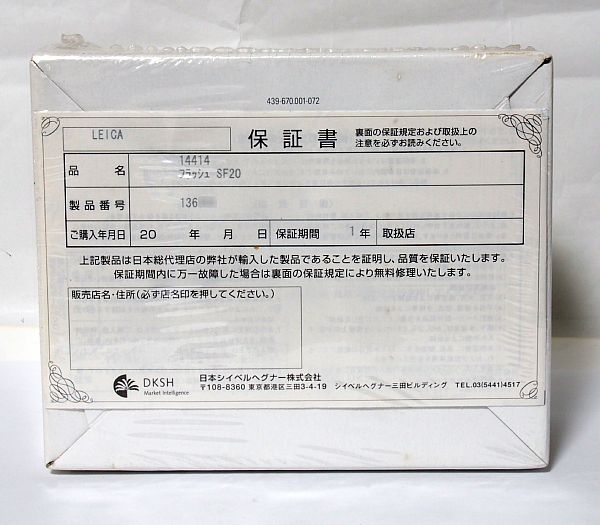 439-670.001-072
LEICA
保証書
裏面の保証規定および取扱上の
注意を必ずお読みください。
品名
14414
フラッシュ SF20
製品番号
136
ご購入年月日 20 年 月 日 保証期間 1年 取扱店
上記製品は日本総代理店の弊社が輸入した製品であることを証明し、品質を保証いたします。
保証期間内に万一故障した場合は裏面の保証規定により無料修理いたします。
販売店名・住所(必ず店名印を押してください。)
DKSH
Market Intelligence
日本シイベルヘグナー株式会社
〒108-8360 東京都港区三田3-4-19 シイベルヘグナー三田ビルディング TEL.03(5441)4517